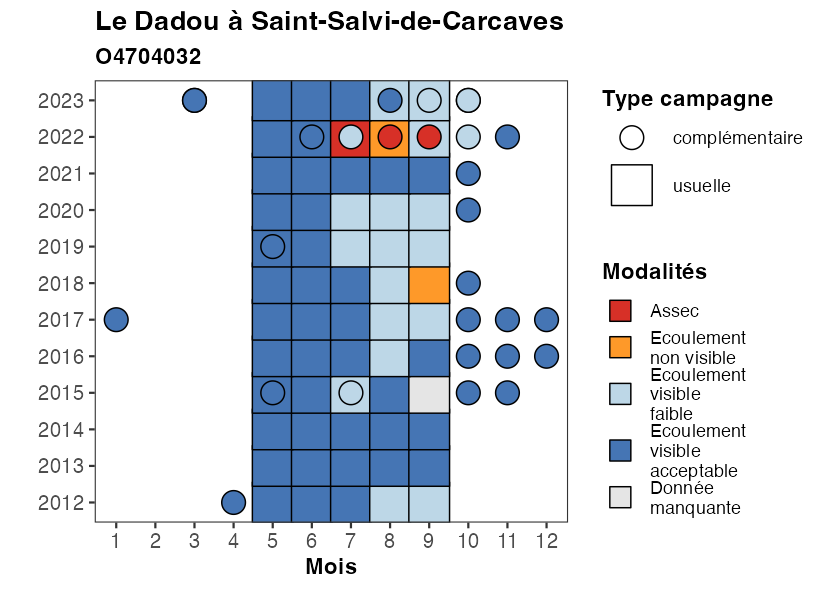 Le Dadou à Saint-Salvi-de-Carcaves
O4704032
2023
2022
2021
2020
2019
2018
2017
2016
2015
2014
2013
2012
1 2 3 4 5 6 7 8 9 10 11 12
Mois
Type campagne
complémentaire
usuelle
Modalités
Assec
Ecoulement
non visible
Ecoulement
visible
faible
Ecoulement
visible
acceptable
Donnée
manquante